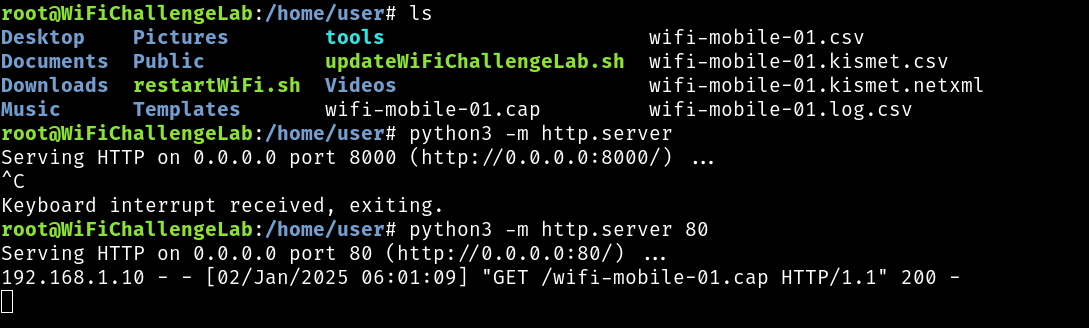 root@WiFiChallengeLab:/home/user# ls
Desktop    Pictures        tools                    wifi-mobile-01.csv
Documents  Public          updateWiFiChallengeLab.sh  wifi-mobile-01.kismet.csv
Downloads  restartWiFi.sh  Videos                   wifi-mobile-01.kismet.netxml
Music      Templates       wifi-mobile-01.cap       wifi-mobile-01.log.csv
root@WiFiChallengeLab:/home/user# python3 -m http.server
Serving HTTP on 0.0.0.0 port 8000 (http://0.0.0.0:8000/) ...
^C
Keyboard interrupt received, exiting.
root@WiFiChallengeLab:/home/user# python3 -m http.server 80
Serving HTTP on 0.0.0.0 port 80 (http://0.0.0.0:80/) ...
192.168.1.10 - - [02/Jan/2025 06:01:09] "GET /wifi-mobile-01.cap HTTP/1.1" 200 -